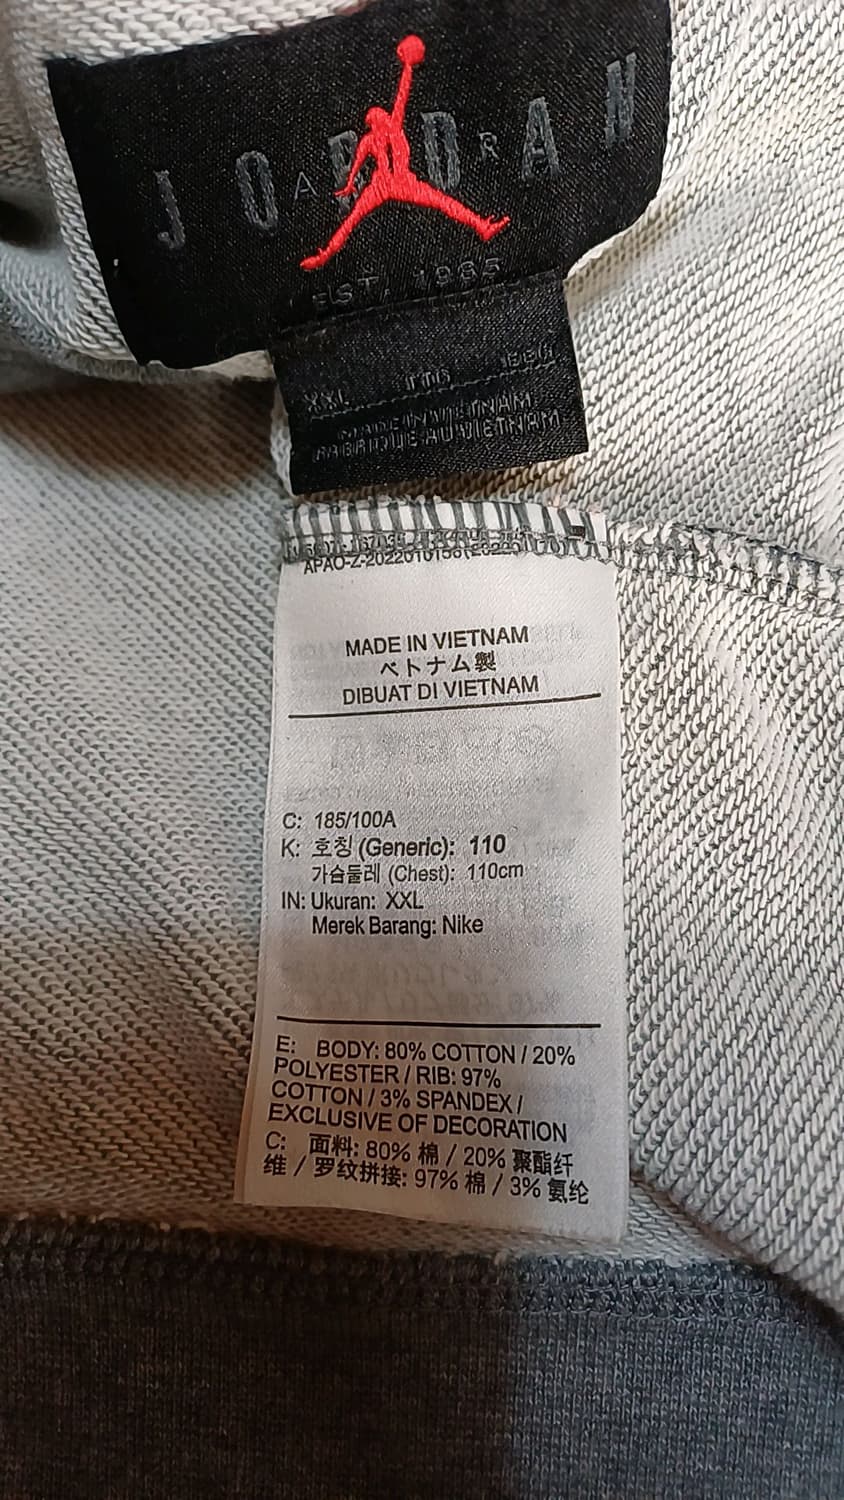 JORDAN
AIR
EST. 1985
XXL TTG EEG
MADE IN VIETNAM
FABRIQUE AU VIETNAM
MADE IN VIETNAM
ベトナム製
DIBUAT DI VIETNAM
C: 185/100A
K: 호칭 (Generic): 110
가슴둘레 (Chest): 110cm
IN: Ukuran: XXL
Merek Barang: Nike
E: BODY: 80% COTTON / 20%
POLYESTER / RIB: 97%
COTTON / 3% SPANDEX /
EXCLUSIVE OF DECORATION
C: 面料: 80% 棉 / 20% 聚酯纤
维 / 罗纹拼接: 97% 棉 / 3% 氨纶